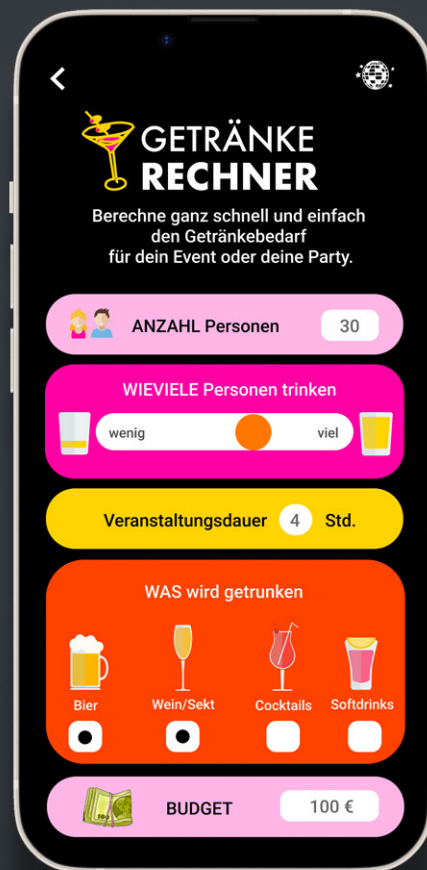 GETRÄNKE
RECHNER
Berechne ganz schnell und einfach
den Getränkebedarf
für dein Event oder deine Party.
ANZAHL Personen 30
WIEVIELE Personen trinken
wenig viel
Veranstaltungsdauer 4 Std.
WAS wird getrunken
Bier Wein/Sekt Cocktails Softdrinks
BUDGET 100 €